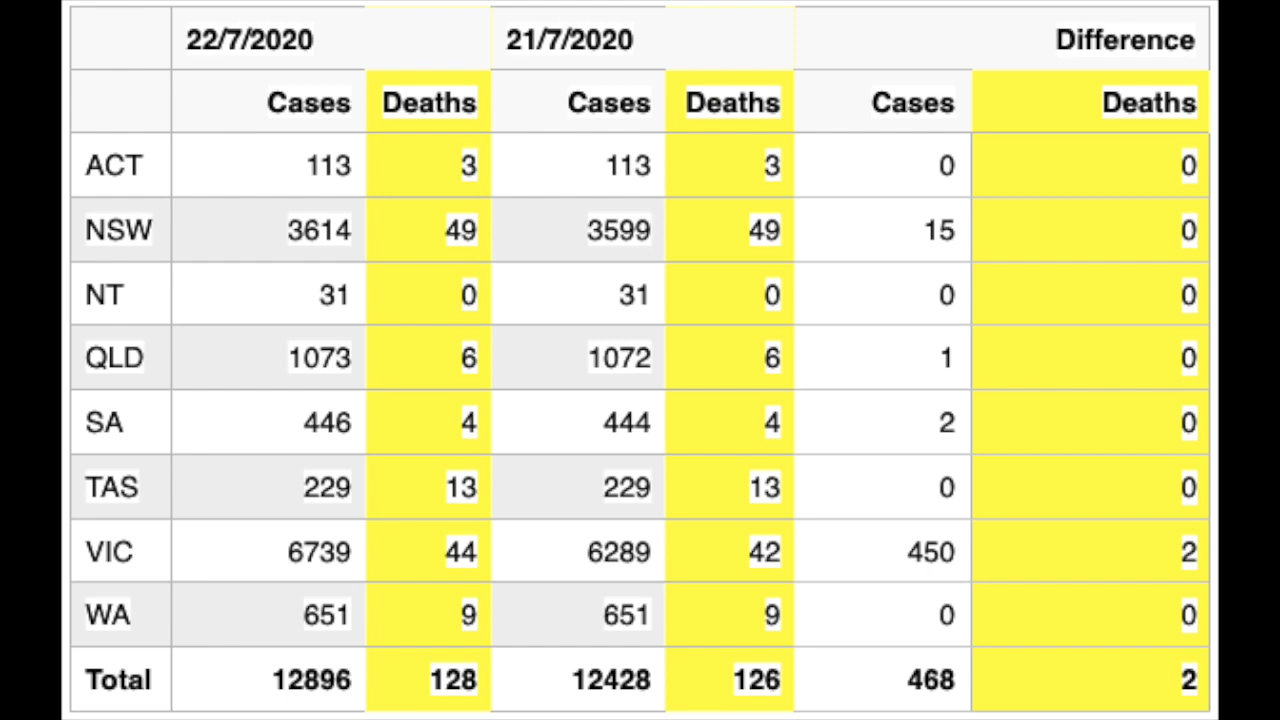 22/7/2020 21/7/2020 Difference
Cases Deaths Cases Deaths Cases Deaths
ACT 113 3 113 3 0 0
NSW 3614 49 3599 49 15 0
NT 31 0 31 0 0 0
QLD 1073 6 1072 6 1 0
SA 446 4 444 4 2 0
TAS 229 13 229 13 0 0
VIC 6739 44 6289 42 450 2
WA 651 9 651 9 0 0
Total 12896 128 12428 126 468 2